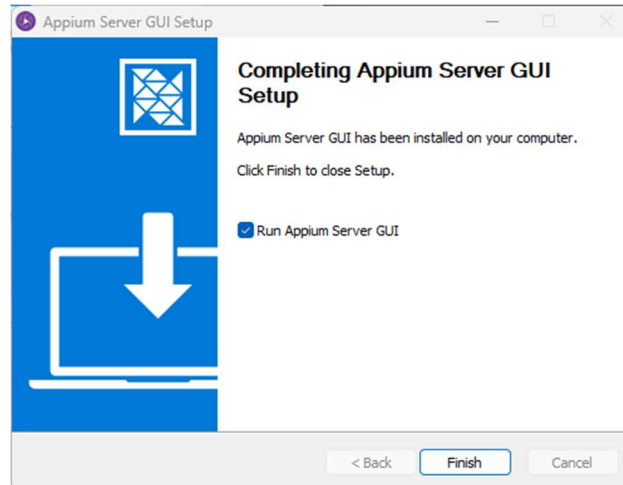 Appium Server GUI Setup
Completing Appium Server GUI
Setup
Appium Server GUI has been installed on your computer.
Click Finish to close Setup.
Run Appium Server GUI
< Back Finish Cancel